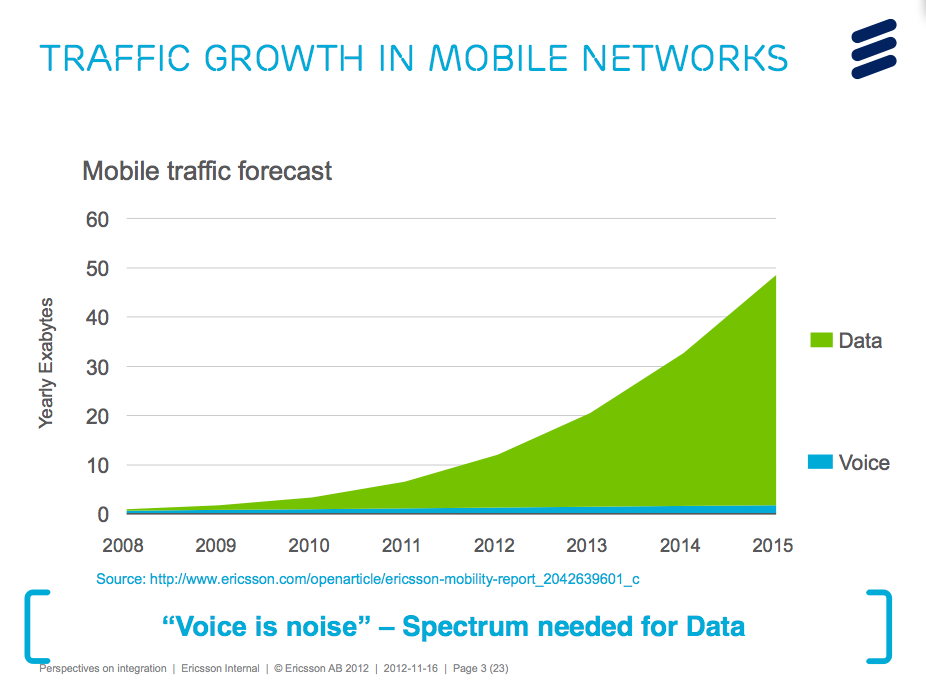 TRAFFIC GROWTH IN MOBILE NETWORKS
Mobile traffic forecast
Yearly Exabytes
60
50
40
30
20
10
0
2008 2009 2010 2011 2012 2013 2014 2015
Data
Voice
Source: http://www.ericsson.com/openarticle/ericsson-mobility-report_2042639601_c
“Voice is noise” – Spectrum needed for Data
Perspectives on integration | Ericsson Internal | © Ericsson AB 2012 | 2012-11-16 | Page 3 (23)